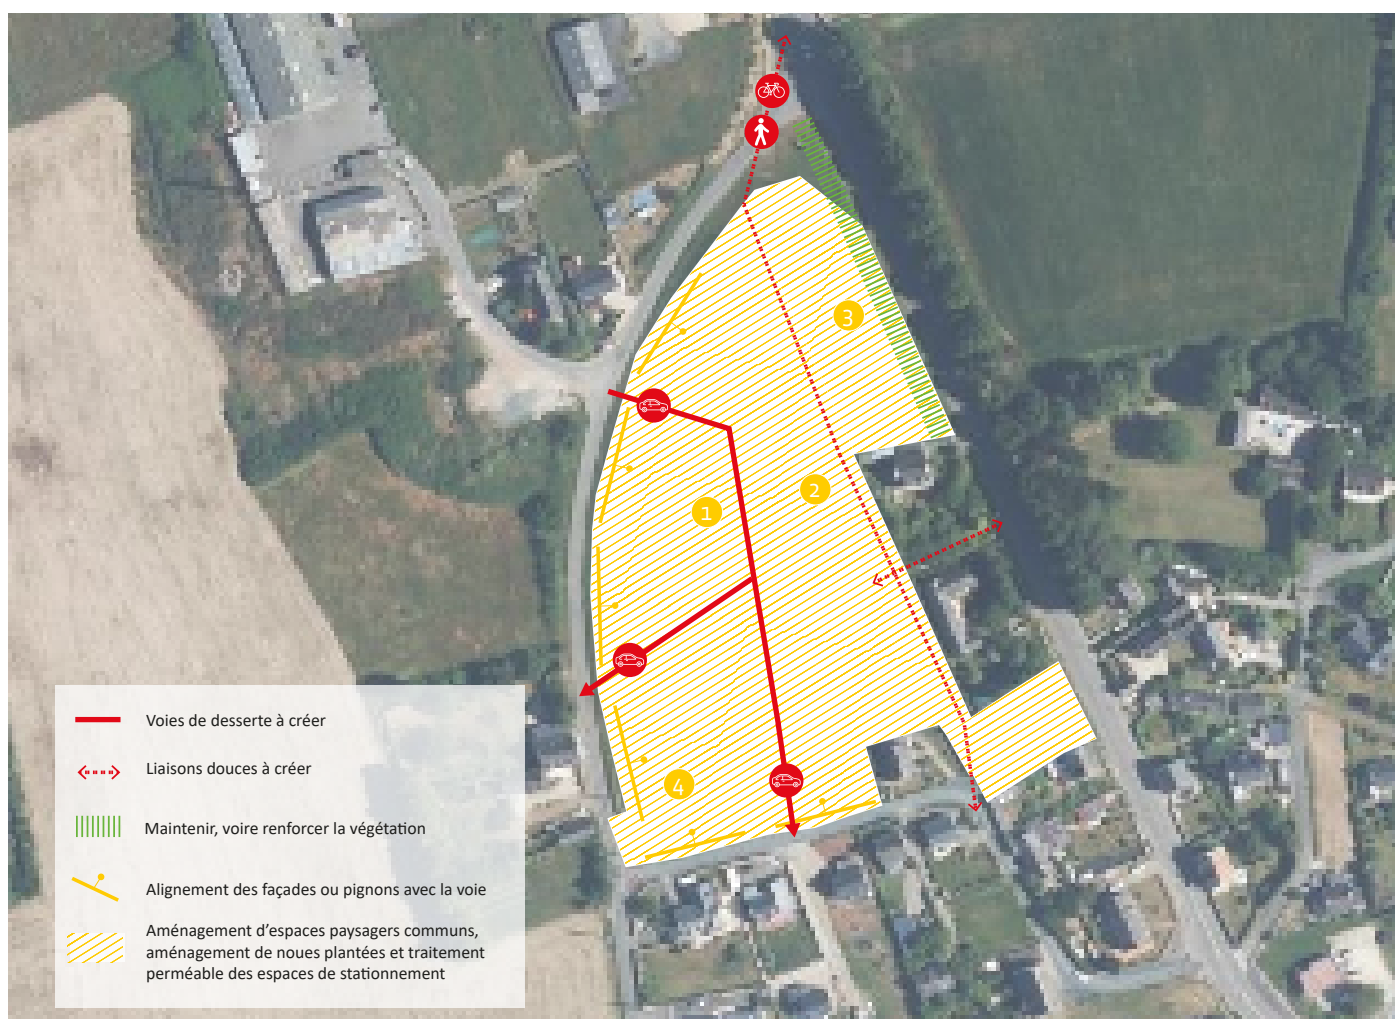 3
2
1
4
Voies de desserte à créer
Liaisons douces à créer
Maintenir, voire renforcer la végétation
Alignement des façades ou pignons avec la voie
Aménagement d’espaces paysagers communs,
aménagement de noues plantées et traitement
perméable des espaces de stationnement